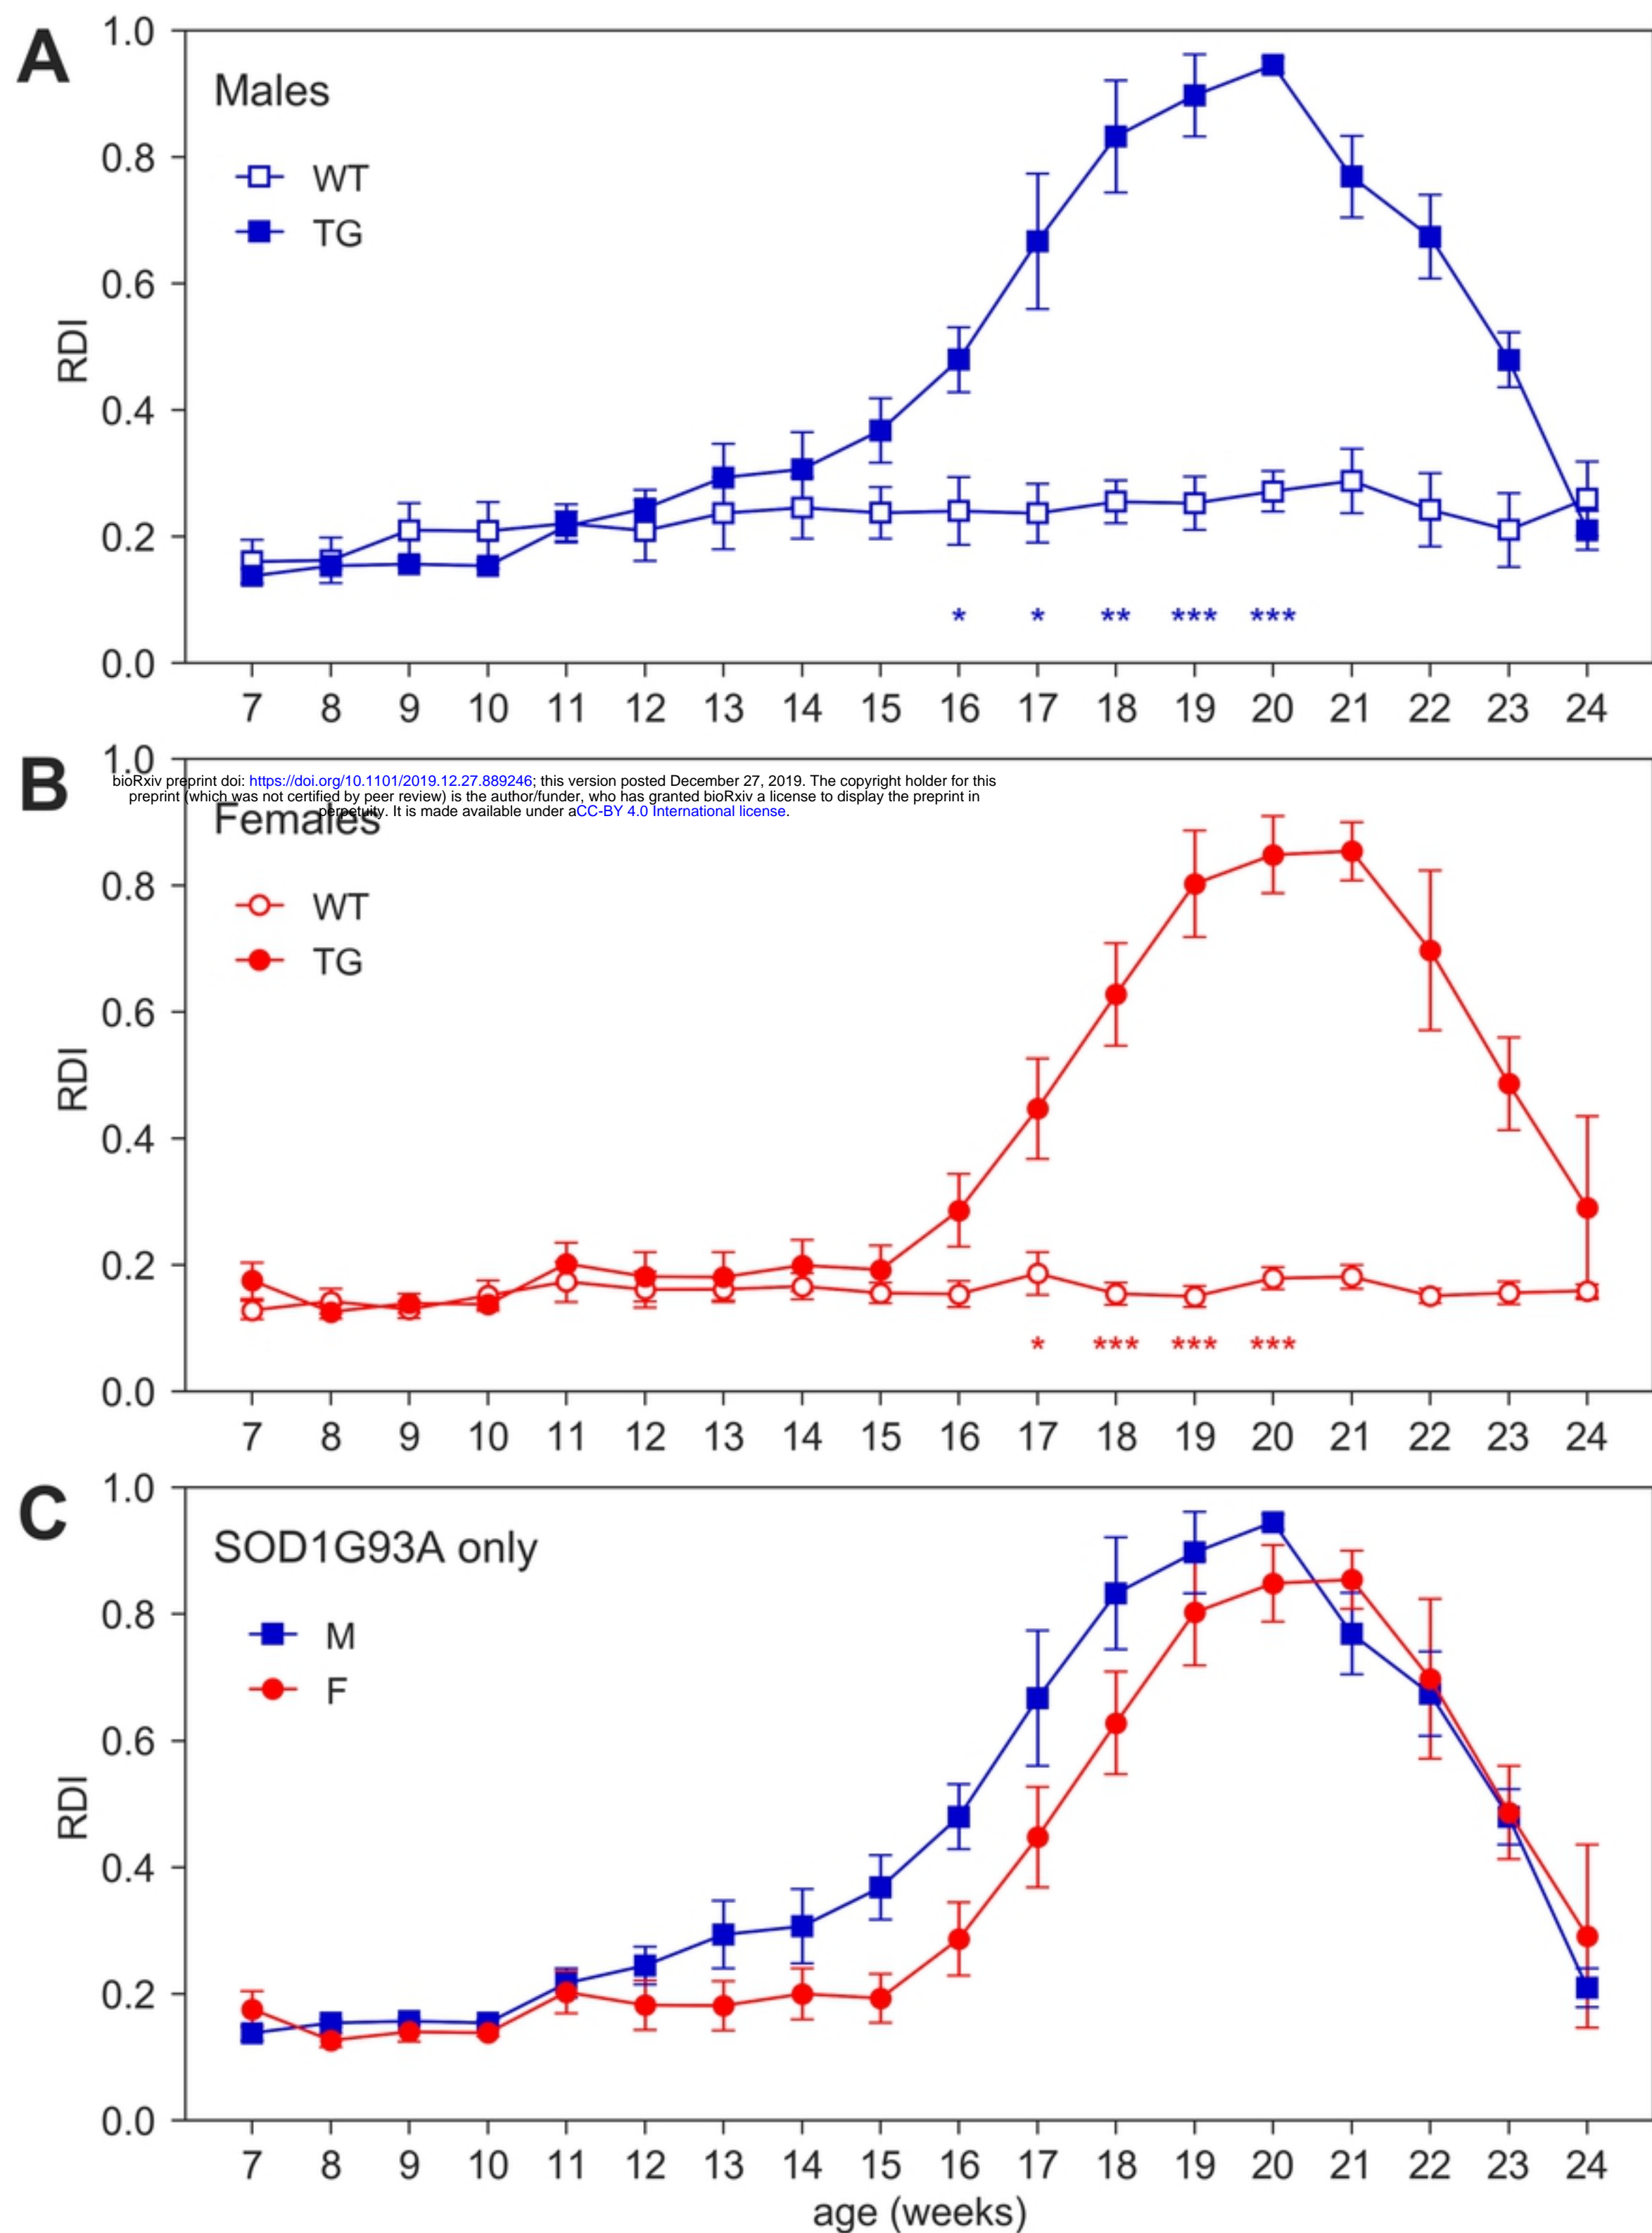 A
Males
WT
TG
RDI
1.0
0.8
0.6
0.4
0.2
0.0
* * ** *** ***
7 8 9 10 11 12 13 14 15 16 17 18 19 20 21 22 23 24
B
bioRxiv preprint doi: https://doi.org/10.1101/2019.12.27.889246; this version posted December 27, 2019. The copyright holder for this
preprint (which was not certified by peer review) is the author/funder, who has granted bioRxiv a license to display the preprint in
perpetuity. It is made available under aCC-BY 4.0 International license.
Females
WT
TG
RDI
1.0
0.8
0.6
0.4
0.2
0.0
* *** *** ***
7 8 9 10 11 12 13 14 15 16 17 18 19 20 21 22 23 24
C
SOD1G93A only
M
F
RDI
1.0
0.8
0.6
0.4
0.2
0.0
7 8 9 10 11 12 13 14 15 16 17 18 19 20 21 22 23 24
age (weeks)